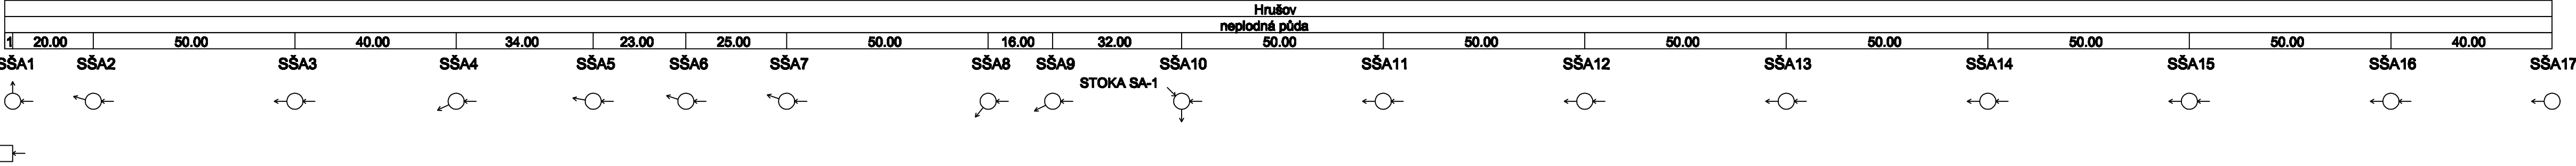 Hrušov
neplodná půda
1 20.00 50.00 40.00 34.00 23.00 25.00 50.00 16.00 32.00 50.00 50.00 50.00 50.00 50.00 50.00 40.00
SŠA1 SŠA2 SŠA3 SŠA4 SŠA5 SŠA6 SŠA7 SŠA8 SŠA9 SŠA10 SŠA11 SŠA12 SŠA13 SŠA14 SŠA15 SŠA16 SŠA17
STOKA SA-1